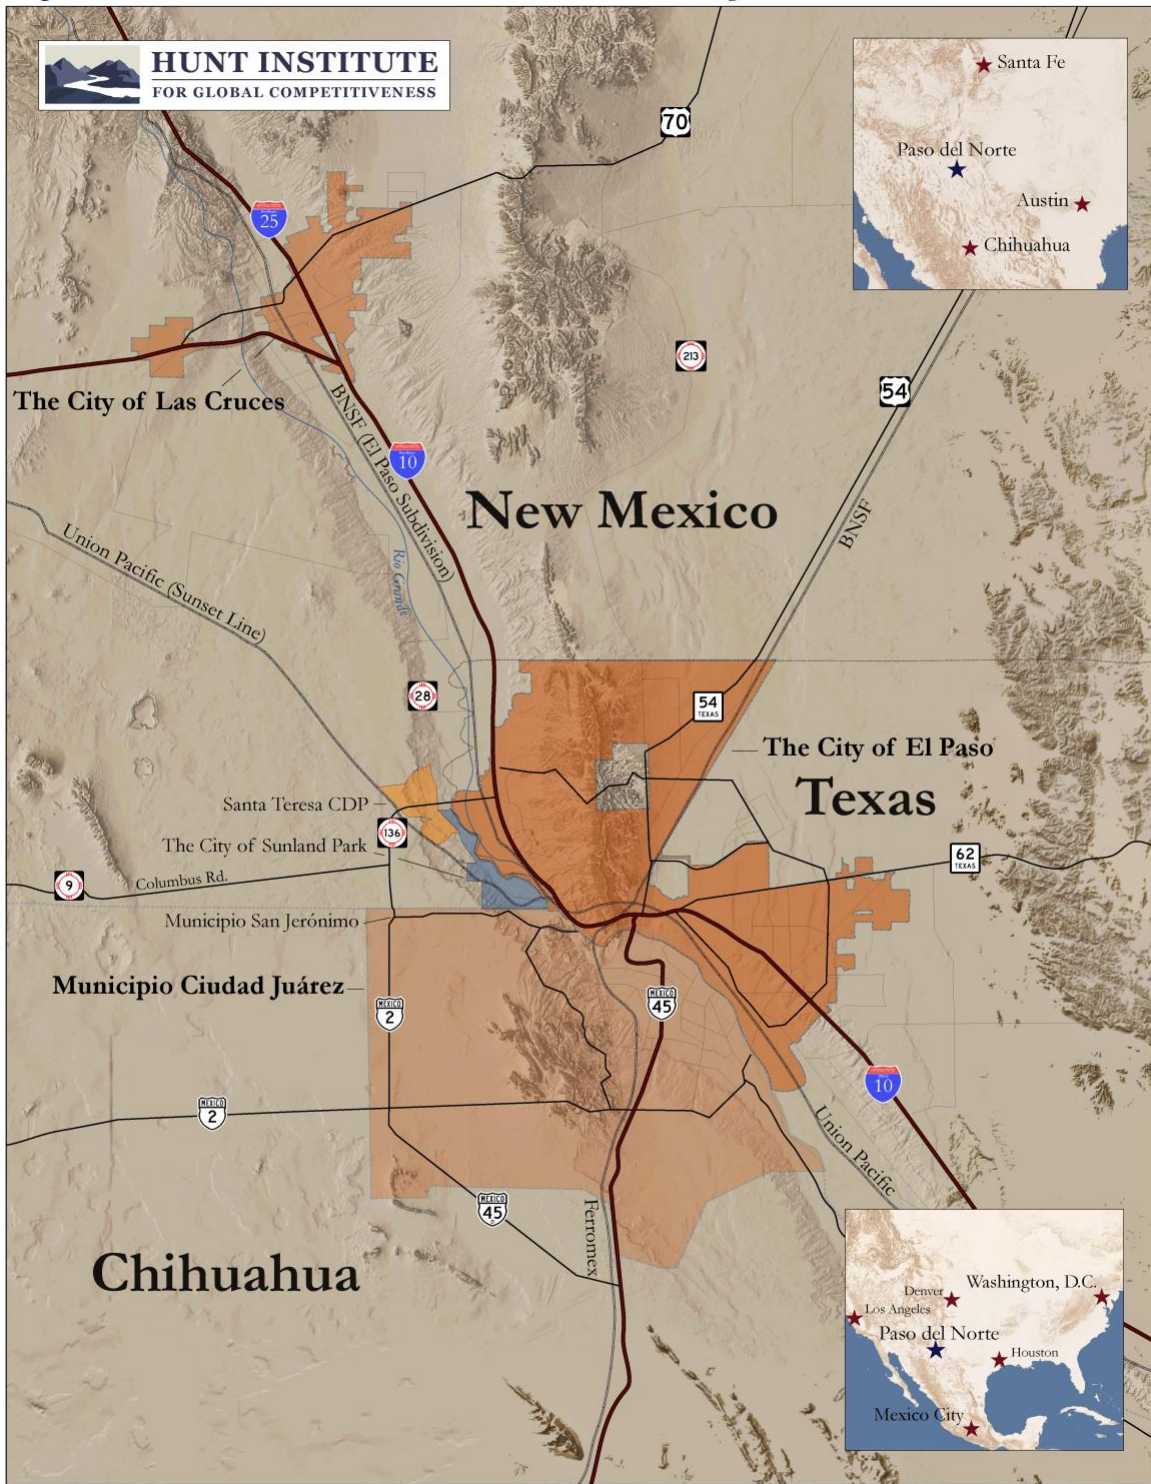 HUNT INSTITUTE
FOR GLOBAL COMPETITIVENESS
Santa Fe
Paso del Norte
Austin
Chihuahua
70
25
213
54
The City of Las Cruces
BNSF (El Paso Subdivision)
10
New Mexico
BNSF
Union Pacific (Sunset Line)
Rio Grande
28
54
TEXAS
The City of El Paso
Texas
Santa Teresa CDP
136
The City of Sunland Park
62
TEXAS
9
Columbus Rd.
Municipio San Jerónimo
Municipio Ciudad Juárez
MEXICO
2
MEXICO
45
10
MEXICO
2
Union Pacific
MEXICO
45
Ferromex
Chihuahua
Washington, D.C.
Denver
Los Angeles
Paso del Norte
Houston
Mexico City